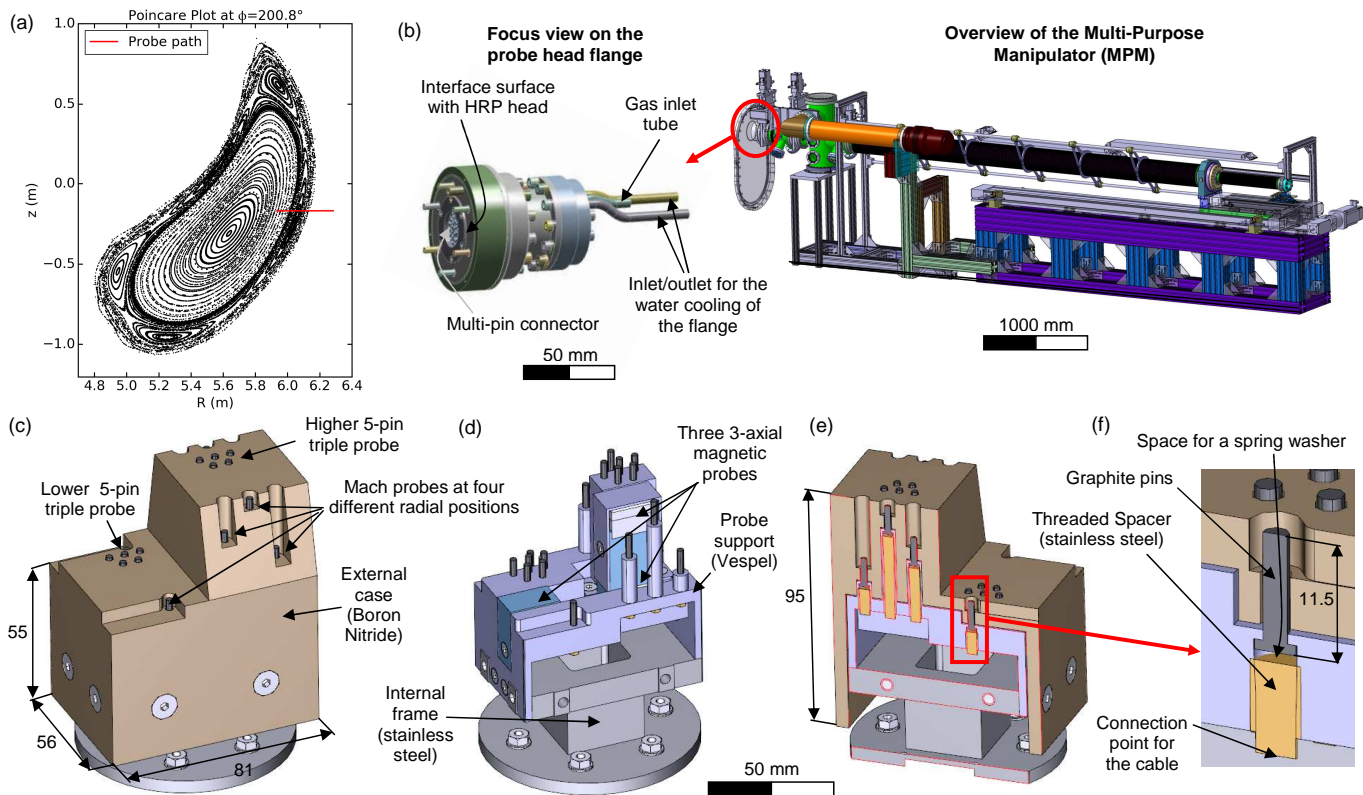 (a)
Poincare Plot at ϕ=200.8°
Probe path
1.0
0.5
0.0
−0.5
−1.0
z (m)
4.8 5.0 5.2 5.4 5.6 5.8 6.0 6.2 6.4
R (m)
(b)
Focus view on the
probe head flange
Interface surface
with HRP head
Gas inlet
tube
Inlet/outlet for the
water cooling of
the flange
Multi-pin connector
50 mm
Overview of the Multi-Purpose
Manipulator (MPM)
1000 mm
(c)
Higher 5-pin
triple probe
Lower 5-pin
triple probe
Mach probes at four
different radial positions
External
case
(Boron
Nitride)
55
56
81
(d)
Three 3-axial
magnetic
probes
Probe
support
(Vespel)
Internal
frame
(stainless
steel)
50 mm
(e)
95
(f)
Space for a spring washer
Graphite pins
Threaded Spacer
(stainless steel)
11.5
Connection
point for
the cable